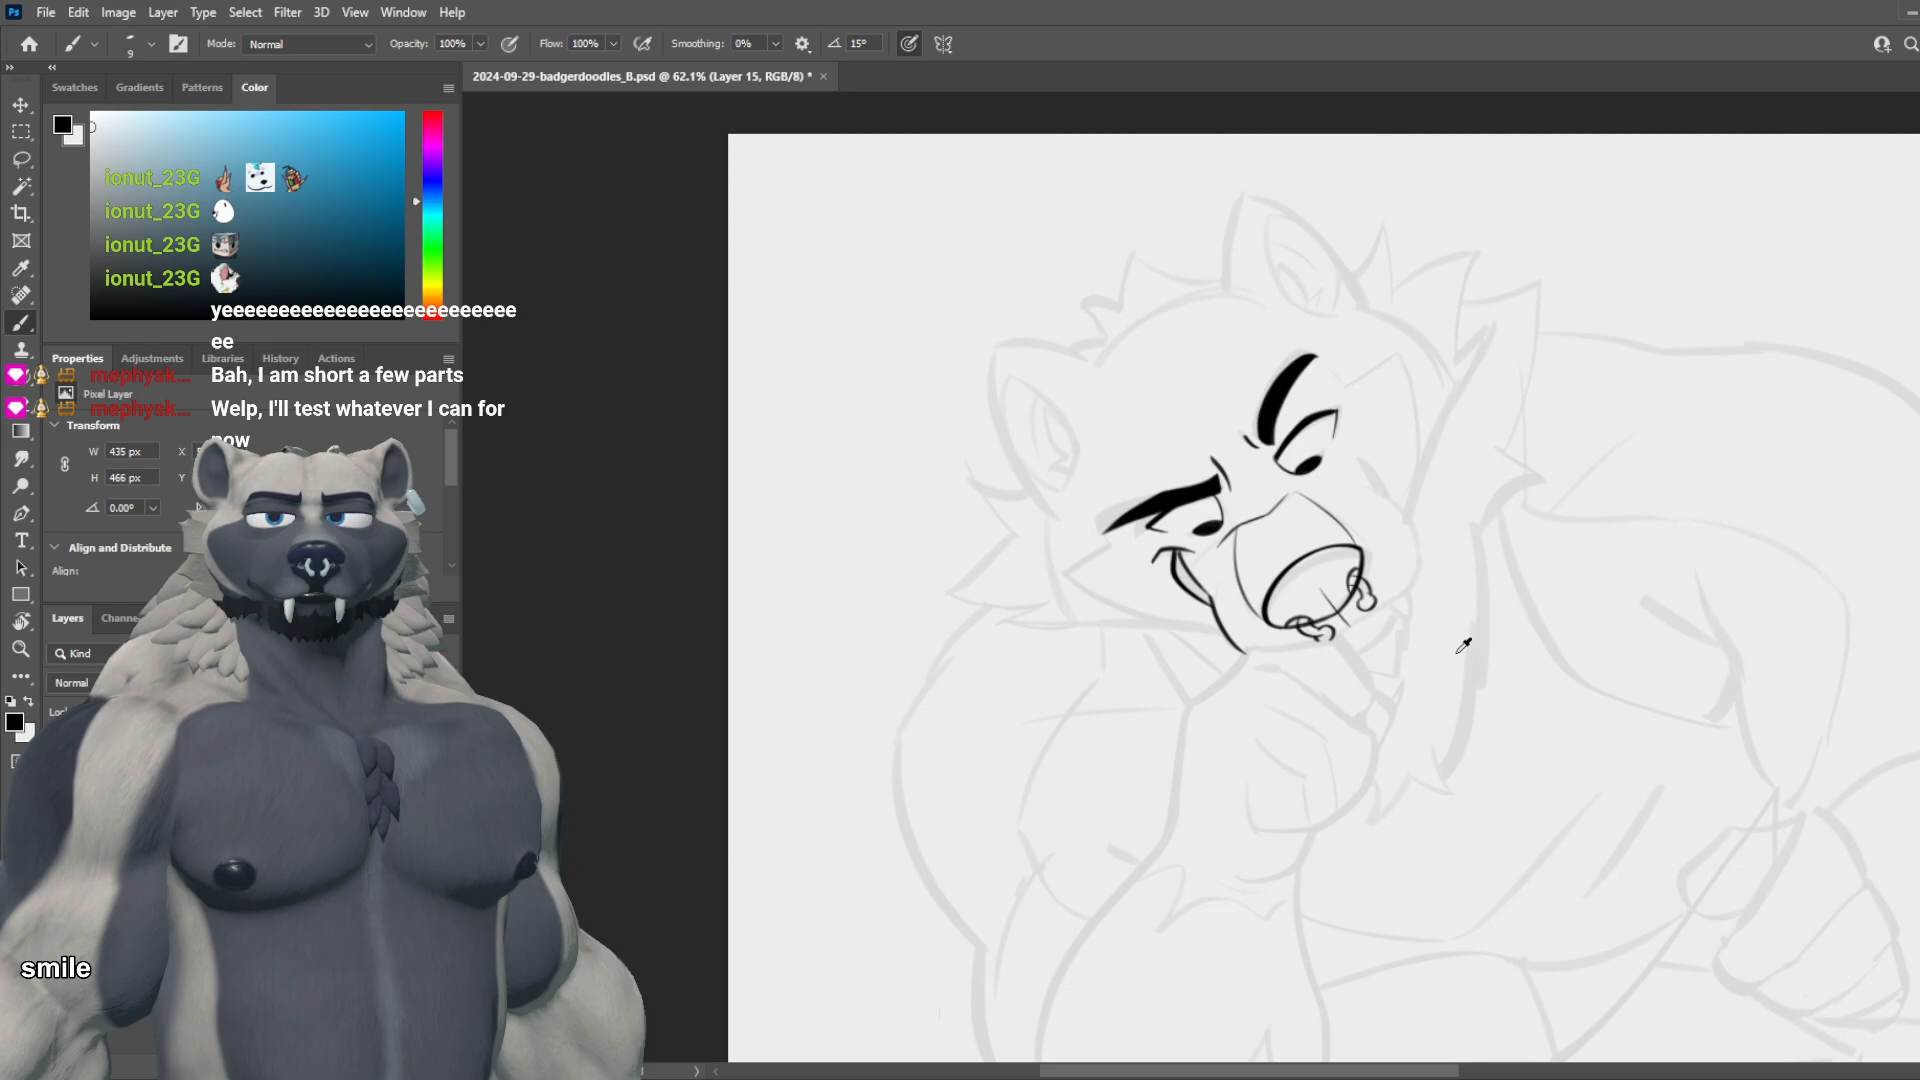 Ps File Edit Image Layer Type Select Filter 3D View Window Help
9 Mode: Normal Opacity: 100% Flow: 100% Smoothing: 0% 15°
Swatches Gradients Patterns Color
2024-09-29-badgerdoodles_B.psd @ 62.1% (Layer 15, RGB/8) *
ionut_23G
ionut_23G
ionut_23G
ionut_23G
yeeeeeeeeeeeeeeeeeeeeeeeeee
ee
Properties Adjustments Libraries History Actions
mephysk... Bah, I am short a few parts
Pixel Layer
mephysk... Welp, I'll test whatever I can for
now
Transform
W 435 px X
H 466 px Y
0.00°
Align and Distribute
Align:
Layers
Kind
Normal
smile